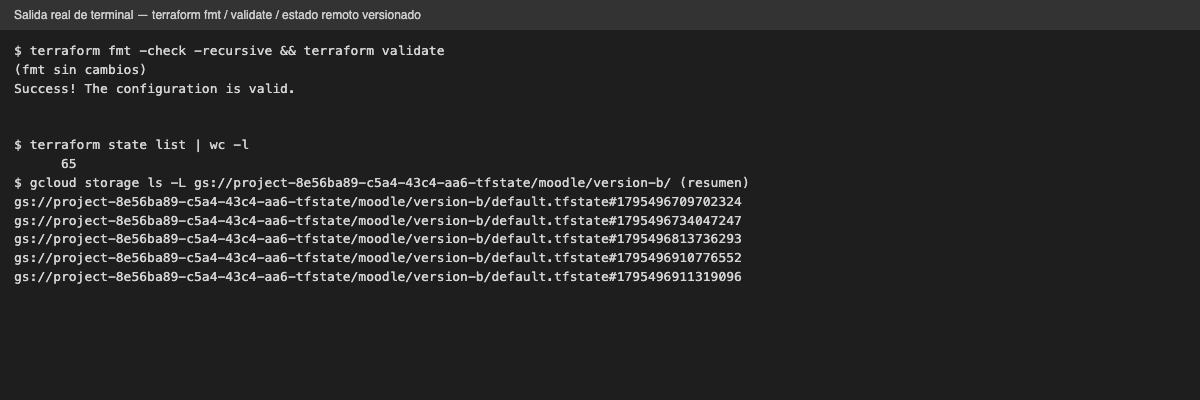 Salida real de terminal — terraform fmt / validate / estado remoto versionado
$ terraform fmt -check -recursive && terraform validate
(fmt sin cambios)
Success! The configuration is valid.
$ terraform state list | wc -l
65
$ gcloud storage ls -L gs://project-8e56ba89-c5a4-43c4-aa6-tfstate/moodle/version-b/ (resumen)
gs://project-8e56ba89-c5a4-43c4-aa6-tfstate/moodle/version-b/default.tfstate#1795496709702324
gs://project-8e56ba89-c5a4-43c4-aa6-tfstate/moodle/version-b/default.tfstate#1795496734047247
gs://project-8e56ba89-c5a4-43c4-aa6-tfstate/moodle/version-b/default.tfstate#1795496813736293
gs://project-8e56ba89-c5a4-43c4-aa6-tfstate/moodle/version-b/default.tfstate#1795496910776552
gs://project-8e56ba89-c5a4-43c4-aa6-tfstate/moodle/version-b/default.tfstate#1795496911319096